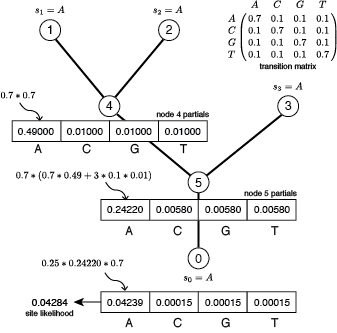 s₁ = A
s₂ = A
A C G T
A 0.7 0.1 0.1 0.1
C 0.1 0.7 0.1 0.1
G 0.1 0.1 0.7 0.1
T 0.1 0.1 0.1 0.7
transition matrix
1
2
s₃ = A
3
0.7 * 0.7
4
node 4 partials
0.49000 0.01000 0.01000 0.01000
A C G T
0.7 * (0.7 * 0.49 + 3 * 0.1 * 0.01)
5
node 5 partials
0.24220 0.00580 0.00580 0.00580
A C G T
0.25 * 0.24220 * 0.7
0
s₀ = A
0.04284
site likelihood
0.04239 0.00015 0.00015 0.00015
A C G T